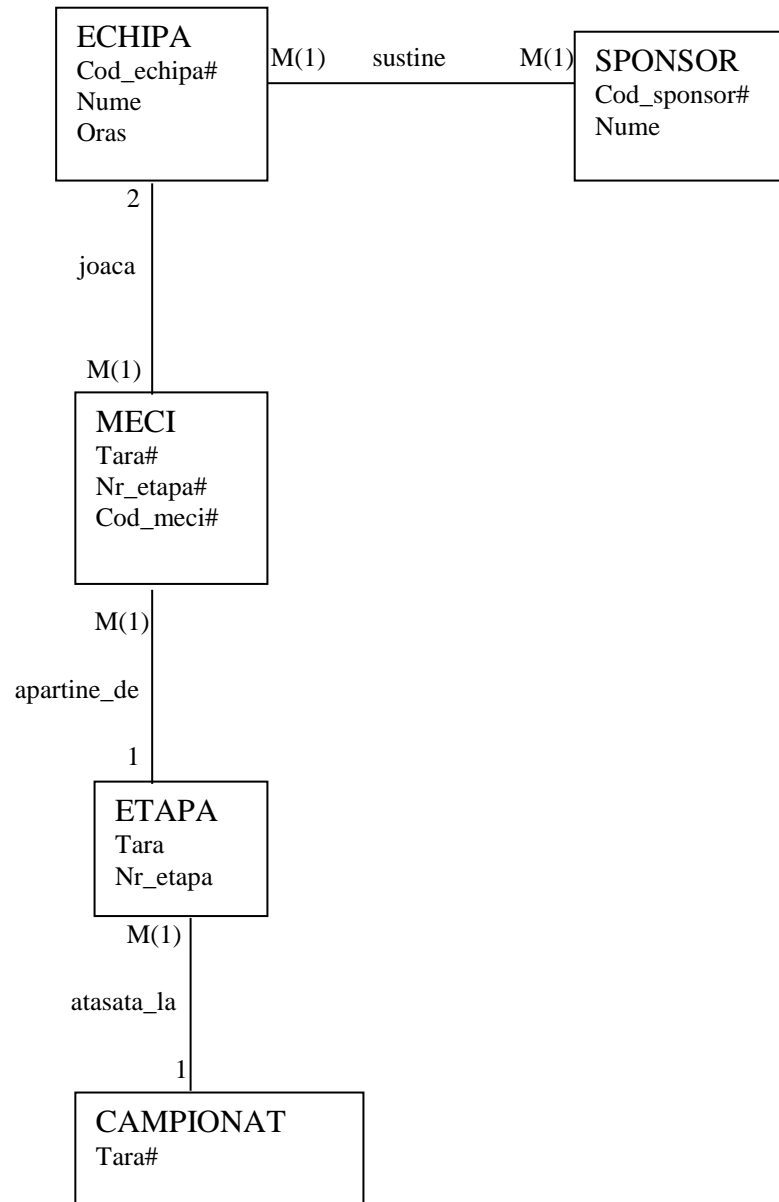 ECHIPA
Cod_echipa#
Nume
Oras
M(1) sustine M(1)
SPONSOR
Cod_sponsor#
Nume
2
joaca
M(1)
MECI
Tara#
Nr_etapa#
Cod_meci#
M(1)
apartine_de
1
ETAPA
Tara
Nr_etapa
M(1)
atasata_la
1
CAMPIONAT
Tara#